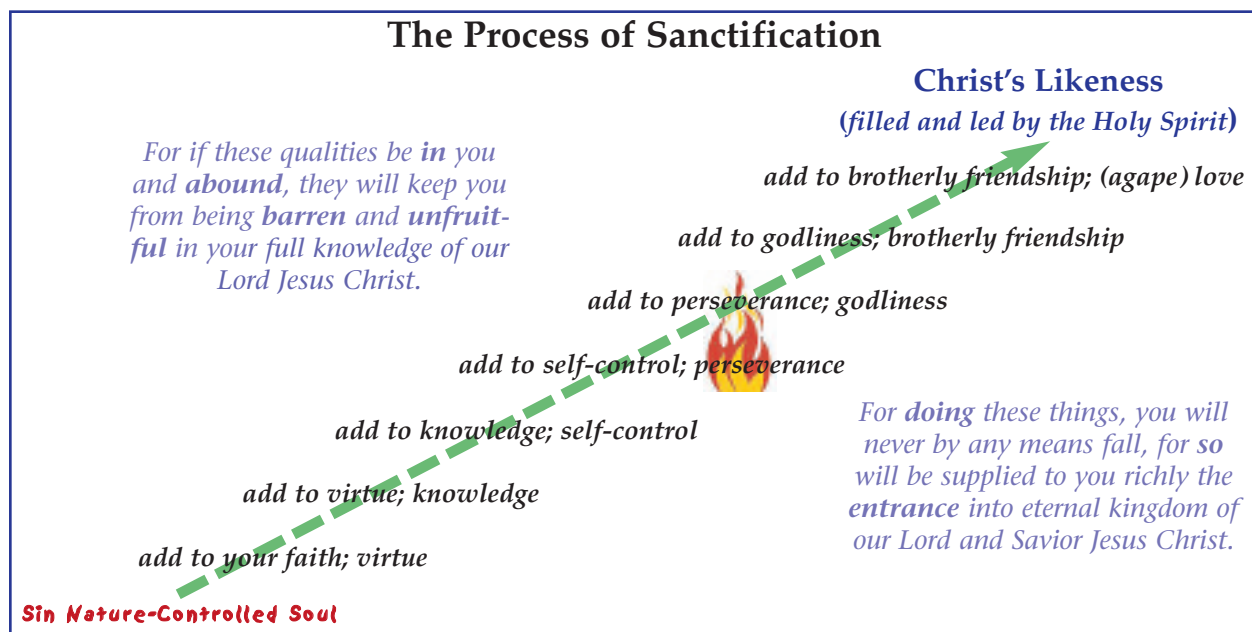 The Process of Sanctification
Christ's Likeness
(filled and led by the Holy Spirit)
For if these qualities be in you
and abound, they will keep you
from being barren and unfruit-
ful in your full knowledge of our
Lord Jesus Christ.
add to brotherly friendship; (agape) love
add to godliness; brotherly friendship
add to perseverance; godliness
add to self-control; perseverance
add to knowledge; self-control
add to virtue; knowledge
add to your faith; virtue
For doing these things, you will
never by any means fall, for so
will be supplied to you richly the
entrance into eternal kingdom of
our Lord and Savior Jesus Christ.
Sin Nature-Controlled Soul